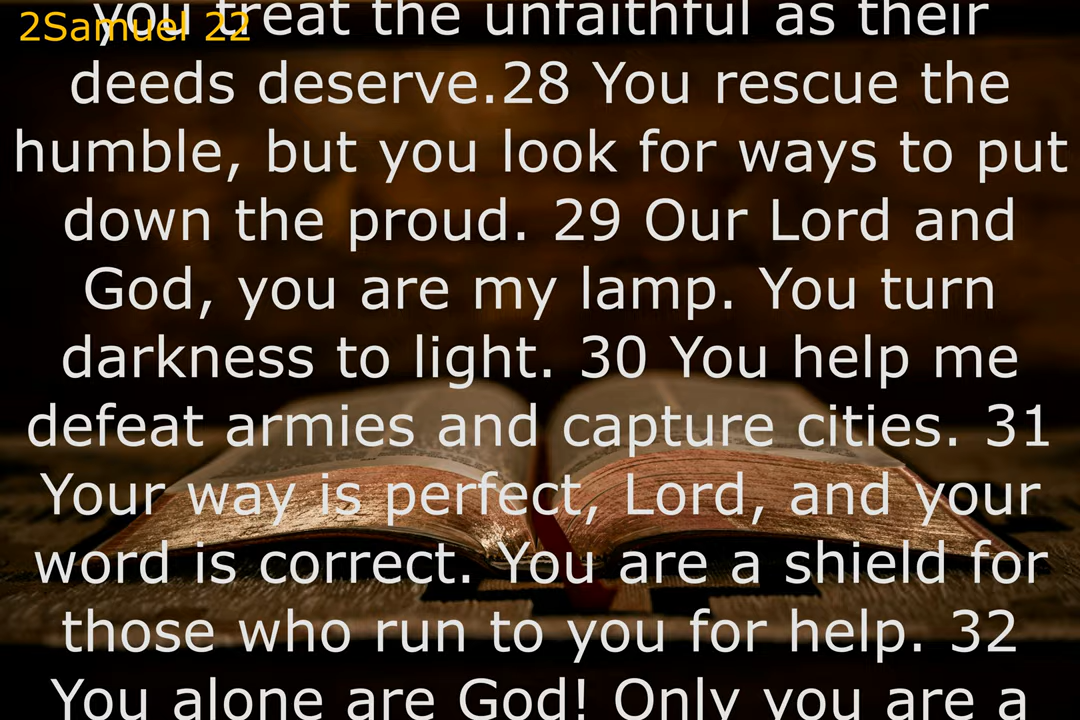 2Samuel 22
you treat the unfaithful as their
deeds deserve.28 You rescue the
humble, but you look for ways to put
down the proud. 29 Our Lord and
God, you are my lamp. You turn
darkness to light. 30 You help me
defeat armies and capture cities. 31
Your way is perfect, Lord, and your
word is correct. You are a shield for
those who run to you for help. 32
You alone are God! Only you are a